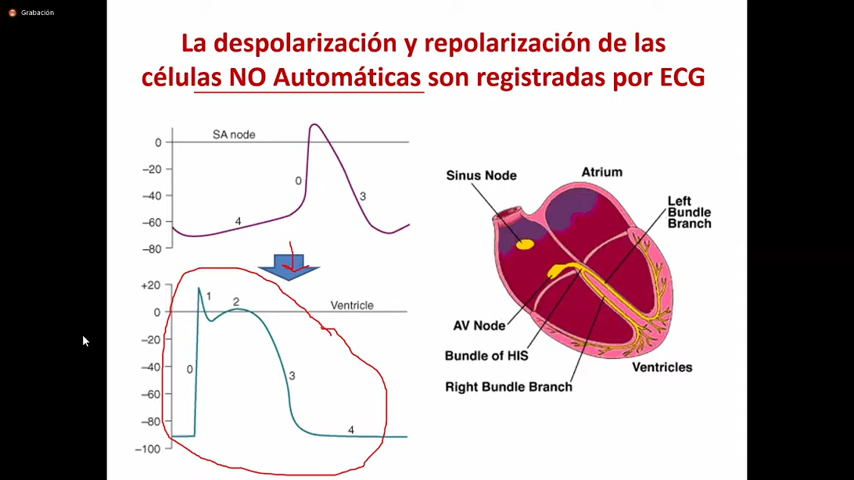 Grabación
La despolarización y repolarización de las
células NO Automáticas son registradas por ECG
SA node
0
-20
-40
-60
-80
4
0
3
+20
0
-20
-40
-60
-80
-100
Ventricle
0
1
2
3
4
Sinus Node
Atrium
Left
Bundle
Branch
AV Node
Bundle of HIS
Right Bundle Branch
Ventricles